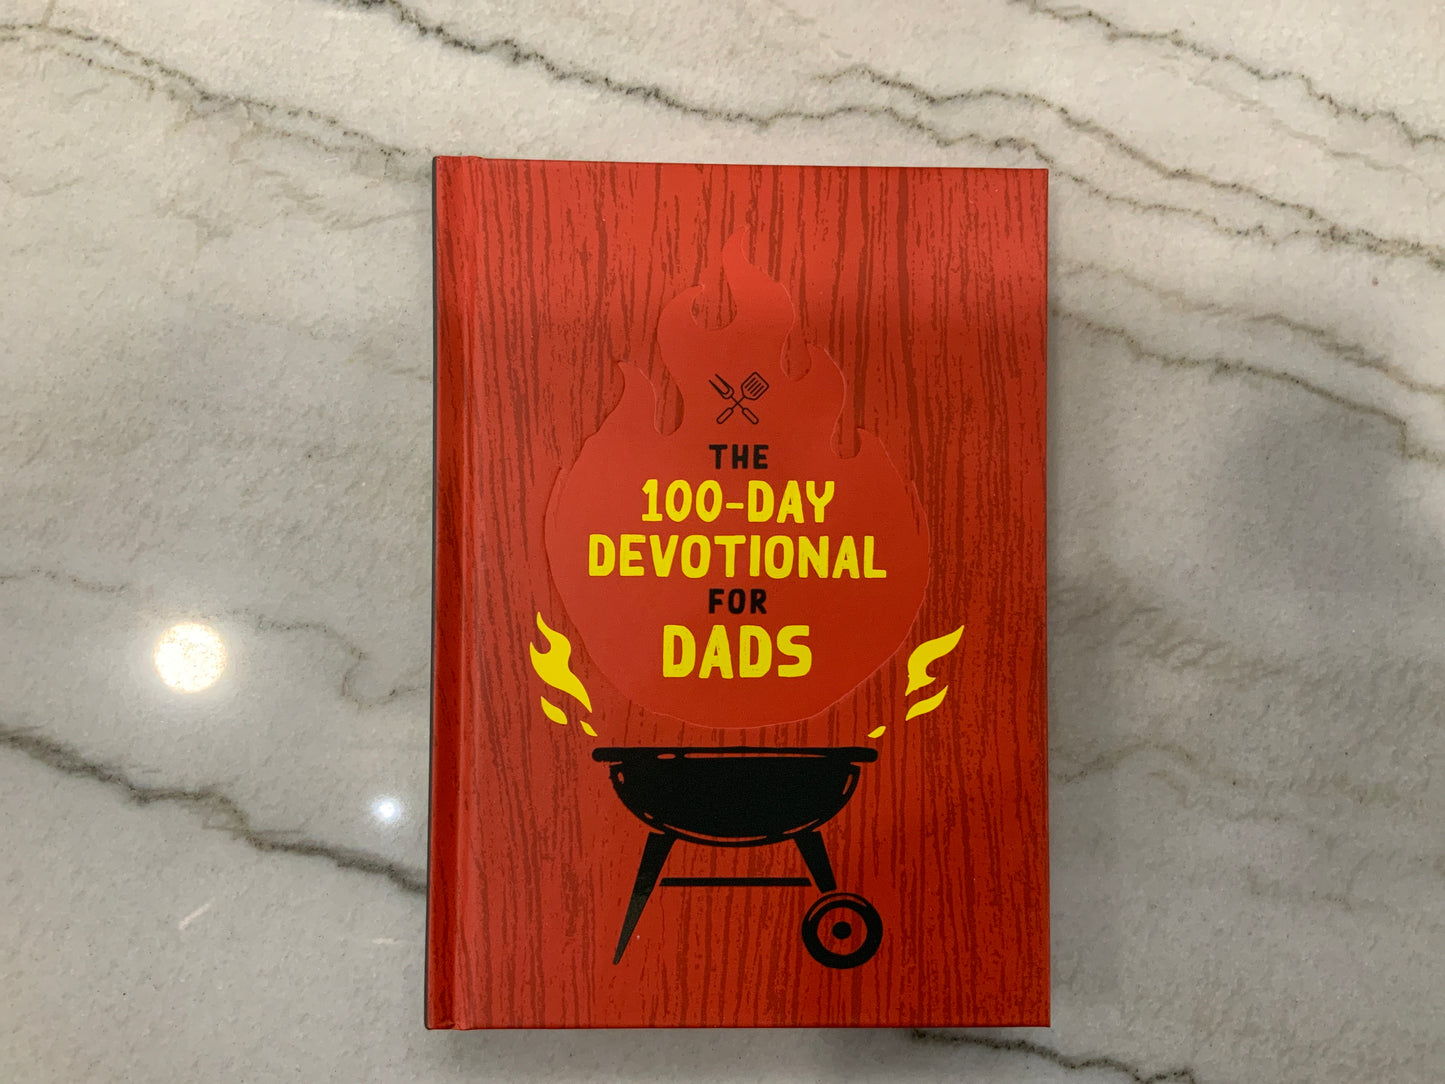 THE
100-DAY
DEVOTIONAL
FOR
DADS